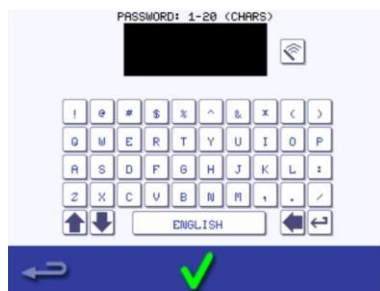 PASSWORD: 1-20 (CHARS)
! @ # $ % ^ & * ( )
Q W E R T Y U I O P
A S D F G H J K L :
Z X C V B N M , . /
ENGLISH